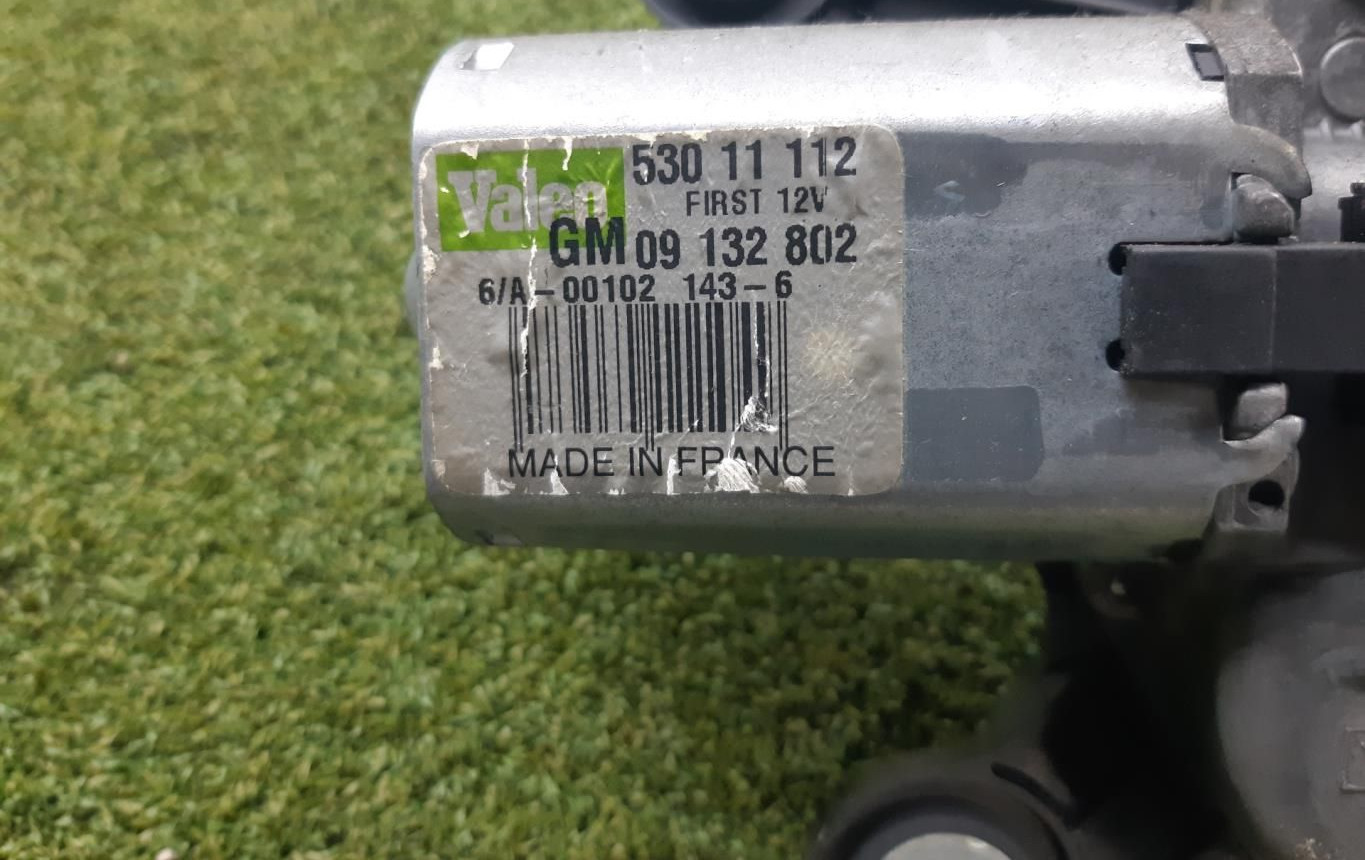 Valeo 530 11 112
FIRST 12V
GM 09 132 802
6/A-00102 143-6
MADE IN FRANCE